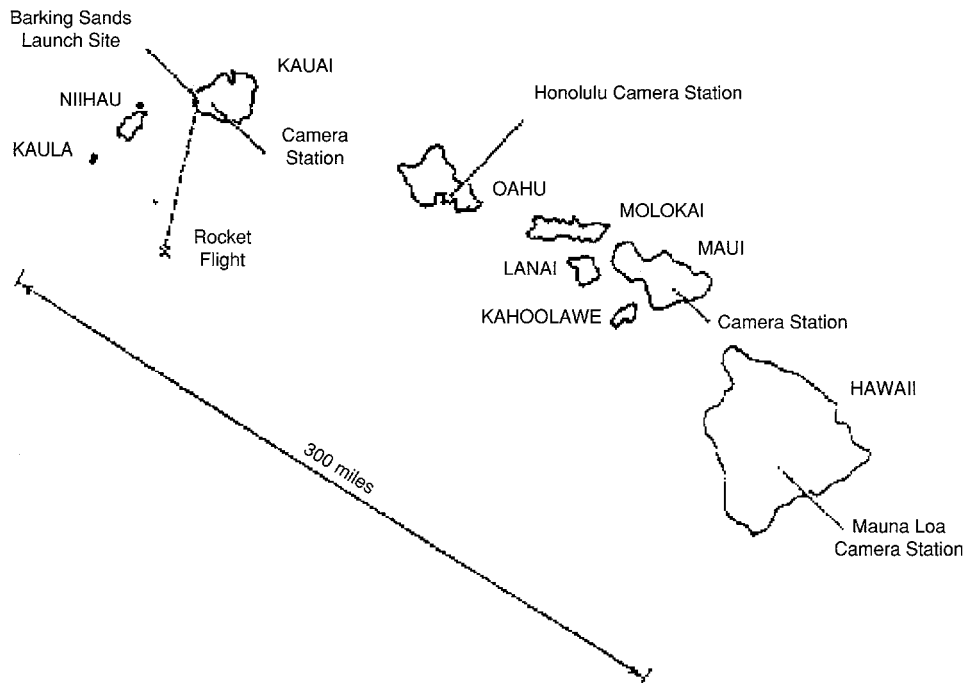 Barking Sands
Launch Site
KAUAI
Honolulu Camera Station
NIIHAU
KAULA
Camera
Station
OAHU
MOLOKAI
Rocket
Flight
MAUI
LANAI
KAHOOLAWE
Camera Station
HAWAII
300 miles
Mauna Loa
Camera Station